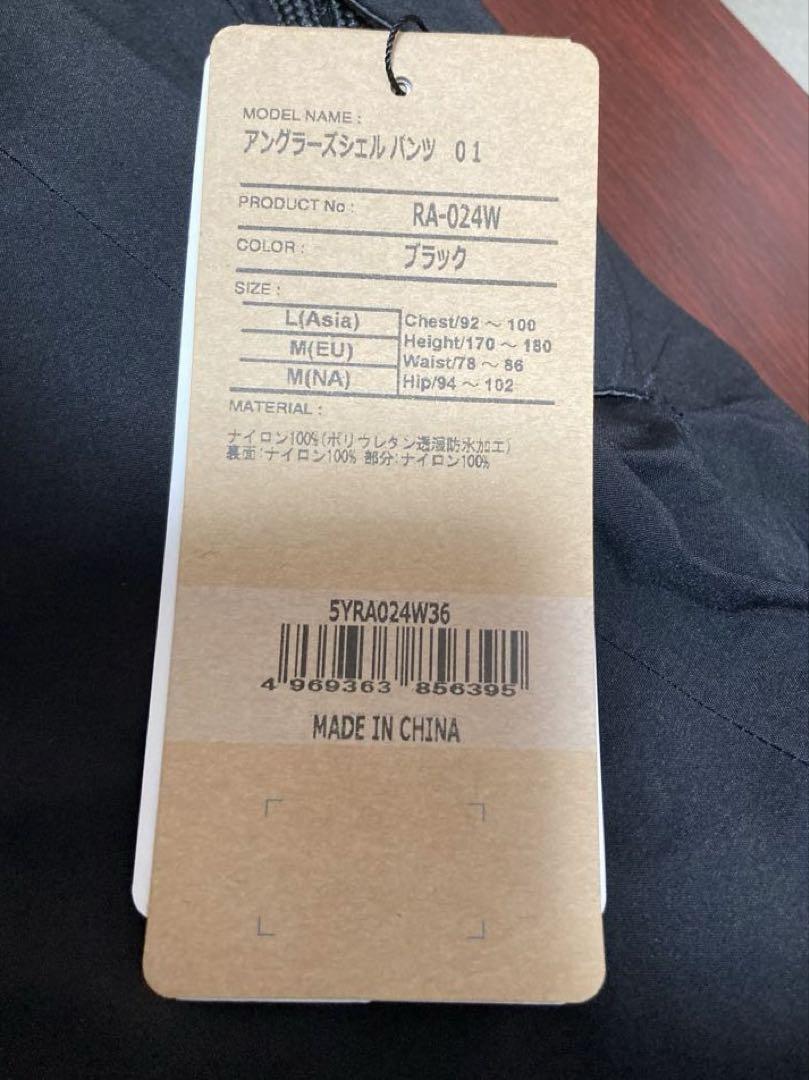 MODEL NAME :
アングラーズシェル パンツ 01
PRODUCT No : RA-024W
COLOR : ブラック
SIZE :
L(Asia) Chest/92 ～ 100
M(EU) Height/170 ～ 180
M(NA) Waist/78 ～ 86
Hip/94 ～ 102
MATERIAL :
ナイロン100%(ポリウレタン透湿防水加工)
裏面:ナイロン100% 部分:ナイロン100%
5YRA024W36
4 969363 856395
MADE IN CHINA